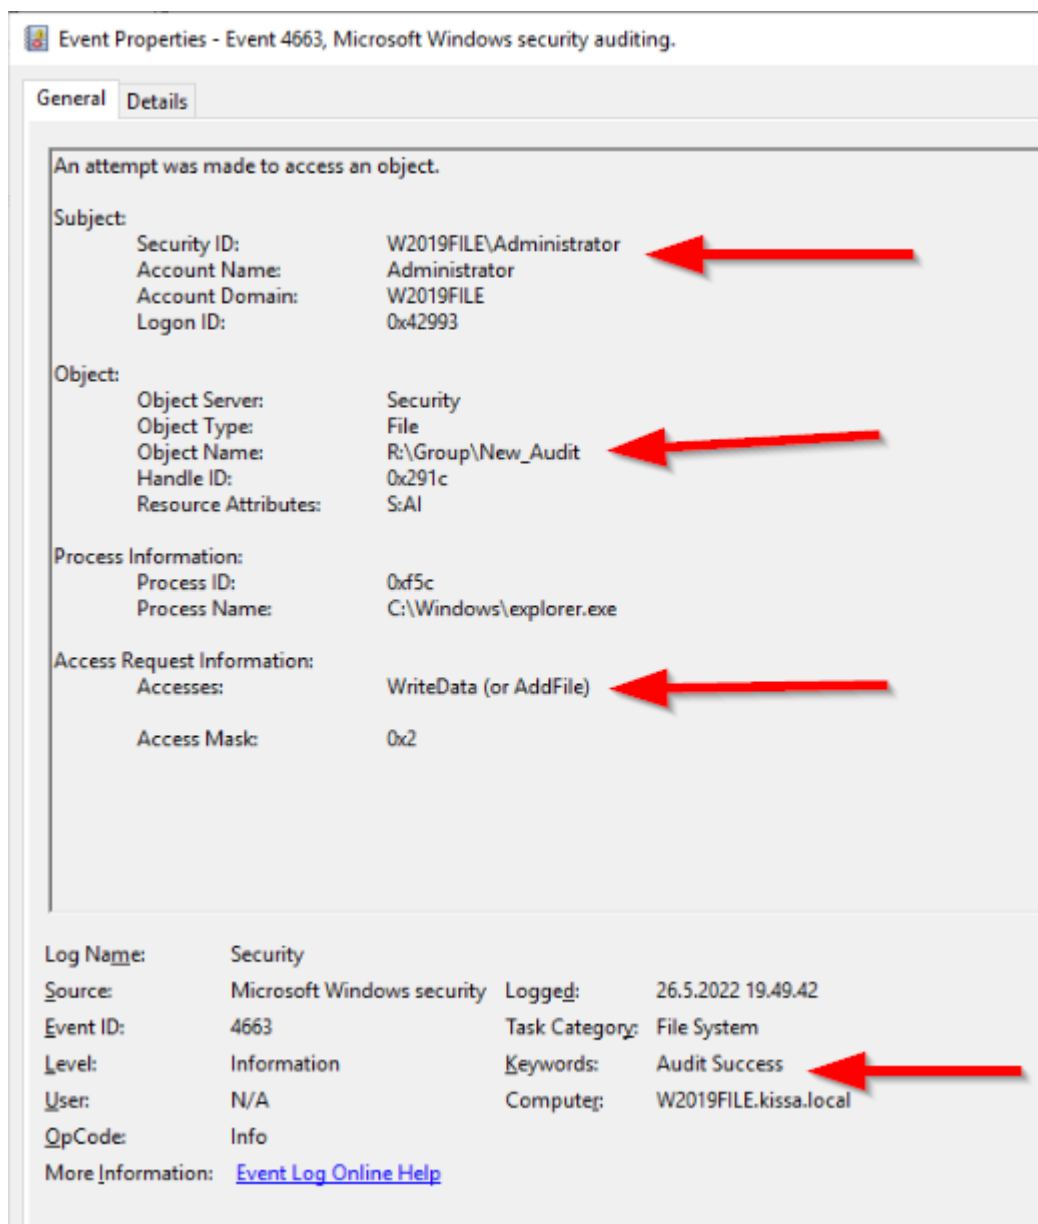 Event Properties - Event 4663, Microsoft Windows security auditing.
General Details
An attempt was made to access an object.
Subject:
Security ID: W2019FILE\Administrator
Account Name: Administrator
Account Domain: W2019FILE
Logon ID: 0x42993
Object:
Object Server: Security
Object Type: File
Object Name: R:\Group\New_Audit
Handle ID: 0x291c
Resource Attributes: S:AI
Process Information:
Process ID: 0xf5c
Process Name: C:\Windows\explorer.exe
Access Request Information:
Accesses: WriteData (or AddFile)
Access Mask: 0x2
Log Name: Security
Source: Microsoft Windows security Logged: 26.5.2022 19.49.42
Event ID: 4663 Task Category: File System
Level: Information Keywords: Audit Success
User: N/A Computer: W2019FILE.kissa.local
OpCode: Info
More Information: Event Log Online Help